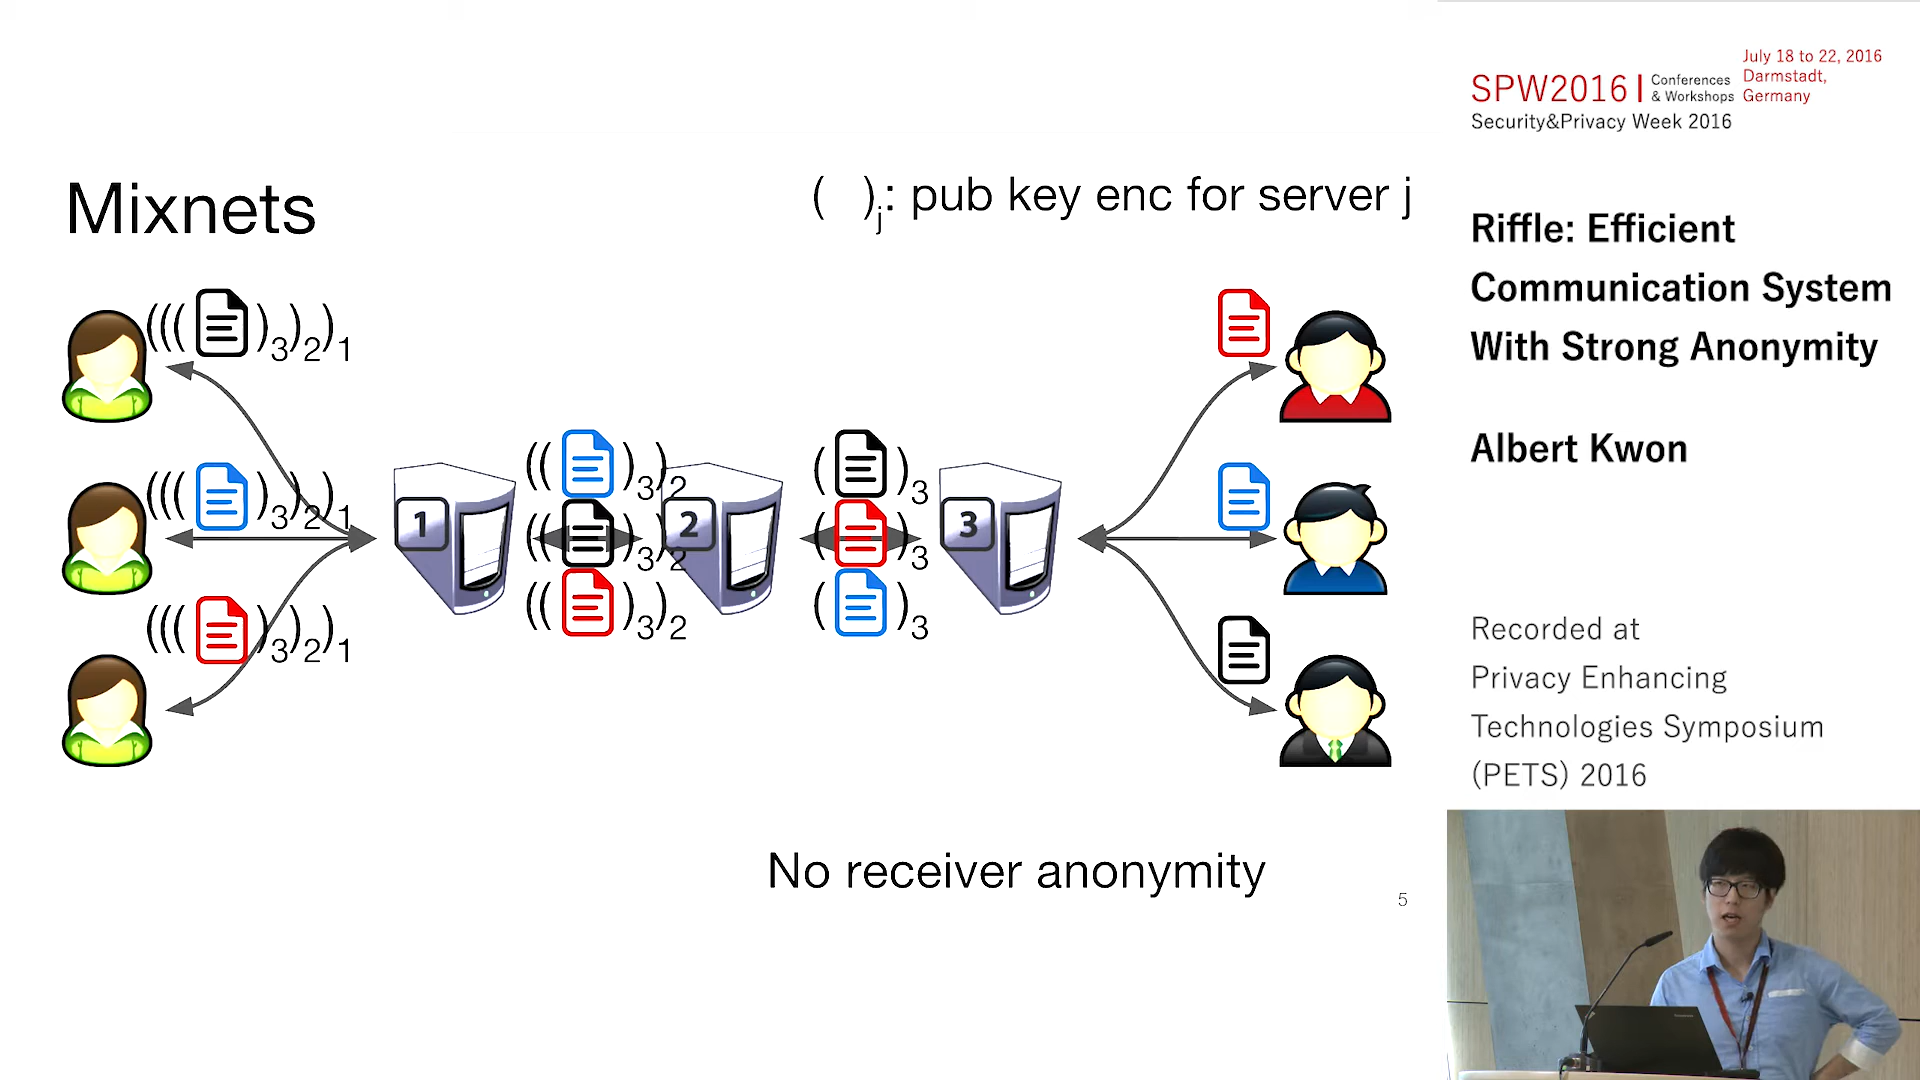 Mixnets
( )j: pub key enc for server j
((( )3)2)1
((( )3)2)1
((( )3)2)1
1
(( )3)2
(( )3)2
(( )3)2
2
( )3
( )3
( )3
3
No receiver anonymity
5
SPW2016 | Conferences & Workshops
July 18 to 22, 2016
Darmstadt,
Germany
Security&Privacy Week 2016
Riffle: Efficient
Communication System
With Strong Anonymity
Albert Kwon
Recorded at
Privacy Enhancing
Technologies Symposium
(PETS) 2016